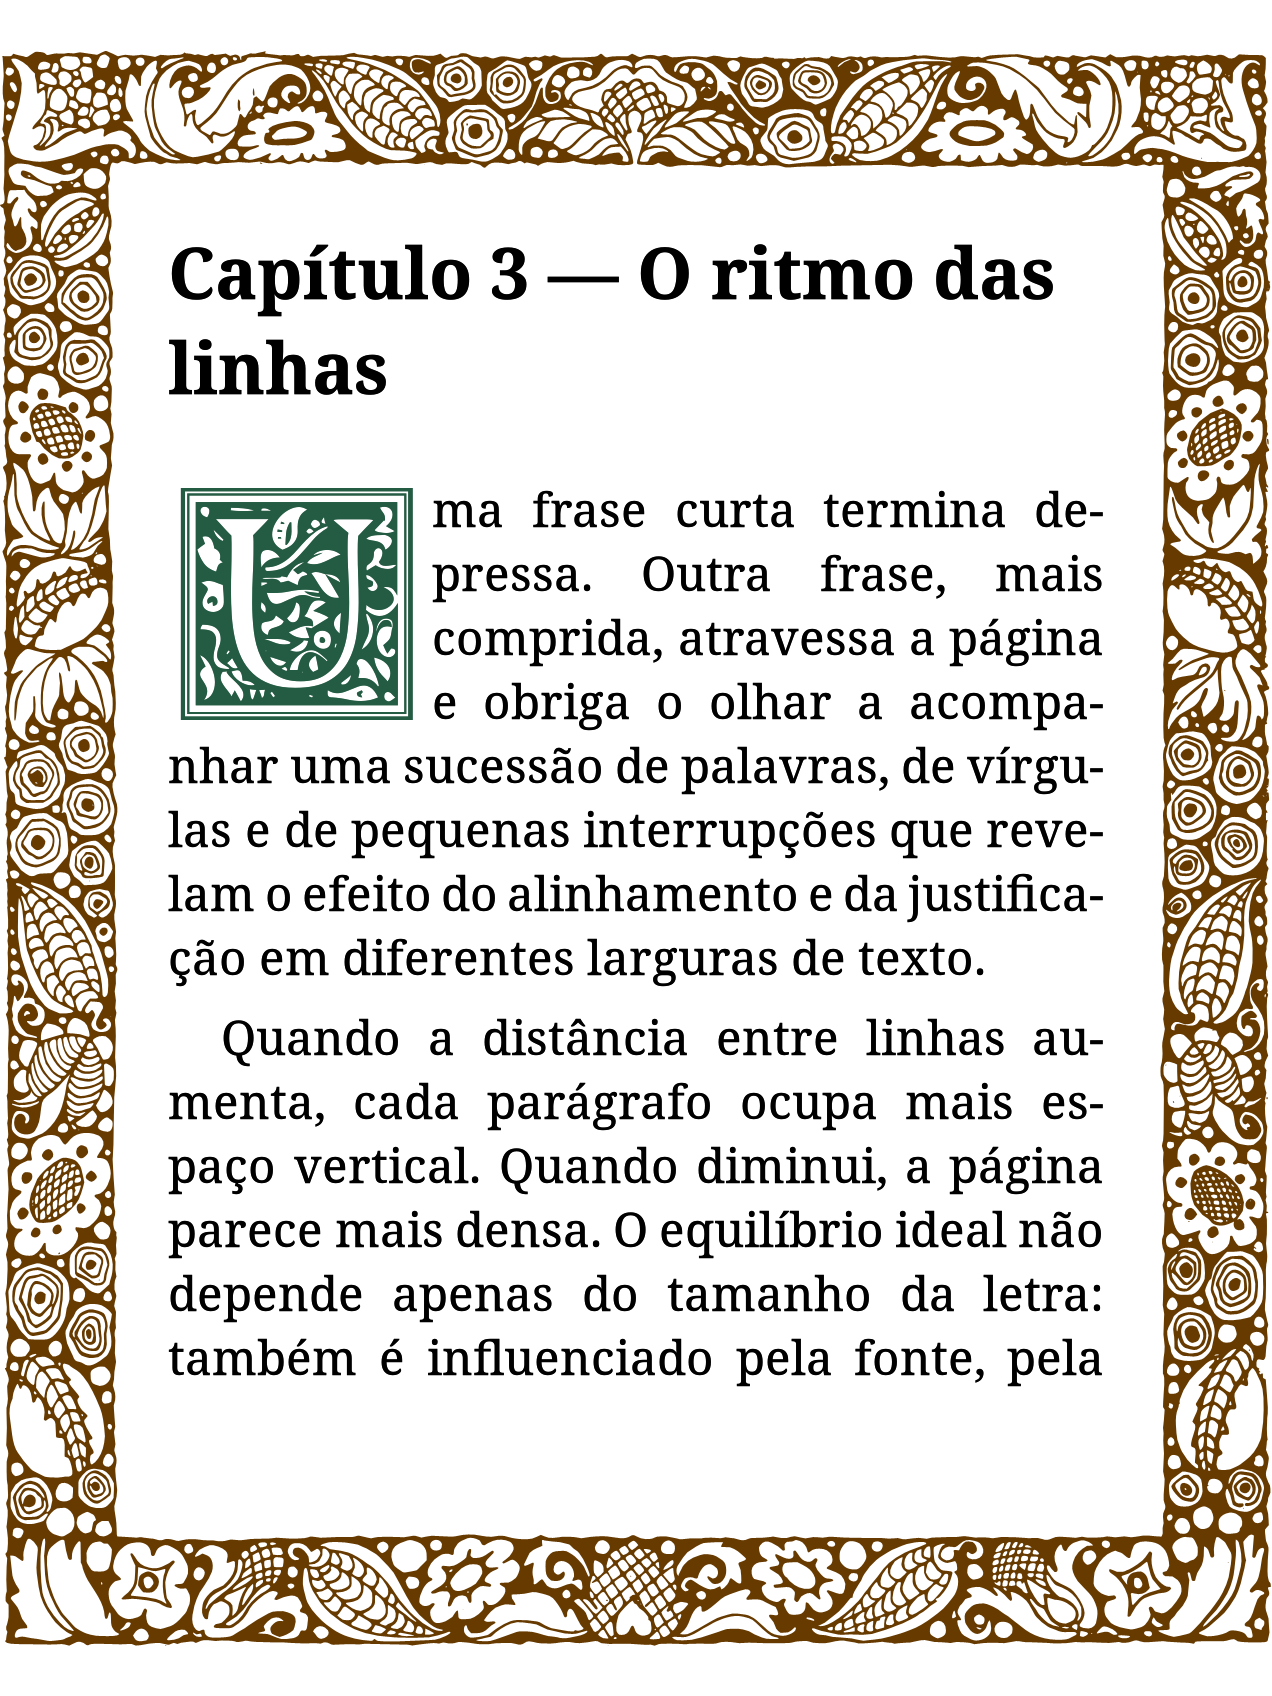 Capítulo 3 — O ritmo das
linhas
Uma frase curta termina de-
pressa. Outra frase, mais
comprida, atravessa a página
e obriga o olhar a acompa-
nhar uma sucessão de palavras, de vírgu-
las e de pequenas interrupções que reve-
lam o efeito do alinhamento e da justifica-
ção em diferentes larguras de texto.
Quando a distância entre linhas au-
menta, cada parágrafo ocupa mais es-
paço vertical. Quando diminui, a página
parece mais densa. O equilíbrio ideal não
depende apenas do tamanho da letra:
também é influenciado pela fonte, pela